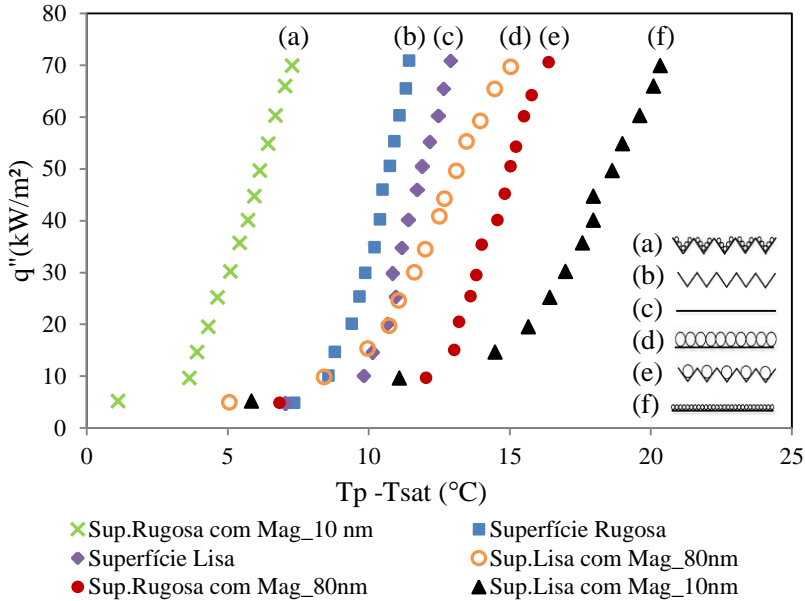 (a) (b) (c) (d) (e) (f)
80
70
60
50
40
30
20
10
0
q"(kW/m²)
0 5 10 15 20 25
Tp -Tsat (°C)
(a)
(b)
(c)
(d)
(e)
(f)
Sup.Rugosa com Mag_10 nm
Superfície Rugosa
Superfície Lisa
Sup.Lisa com Mag_80nm
Sup.Rugosa com Mag_80nm
Sup.Lisa com Mag_10nm